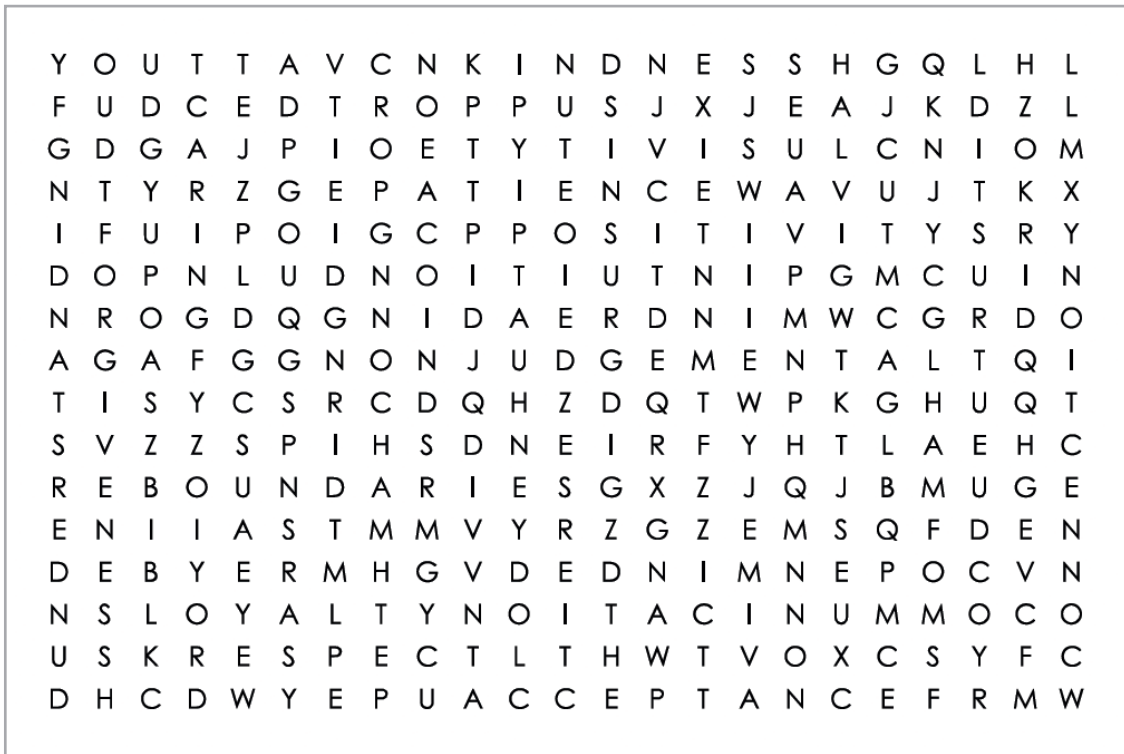 Y O U T T A V C N K I N D N E S S H G Q L H L
F U D C E D T R O P P U S J X J E A J K D Z L
G D G A J P I O E T Y T I V I S U L C N I O M
N T Y R Z G E P A T I E N C E W A V U J T K X
I F U I P O I G C P P O S I T I V I T Y S R Y
D O P N L U D N O I T I U T N I P G M C U I N
N R O G D Q G N I D A E R D N I M W C G R D O
A G A F G G N O N J U D G E M E N T A L T Q I
T I S Y C S R C D Q H Z D Q T W P K G H U Q T
S V Z Z S P I H S D N E I R F Y H T L A E H C
R E B O U N D A R I E S G X Z J Q J B M U G E
E N I I A S T M M V Y R Z G Z E M S Q F D E N
D E B Y E R M H G V D E D N I M N E P O C V N
N S L O Y A L T Y N O I T A C I N U M M O C O
U S K R E S P E C T L T H W T V O X C S Y F C
D H C D W Y E P U A C C E P T A N C E F R M W